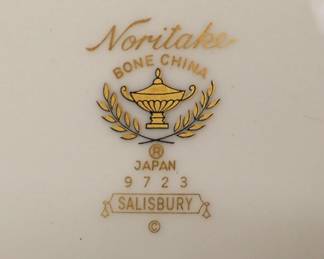 Noritake
BONE CHINA
®
JAPAN
9723
SALISBURY
©